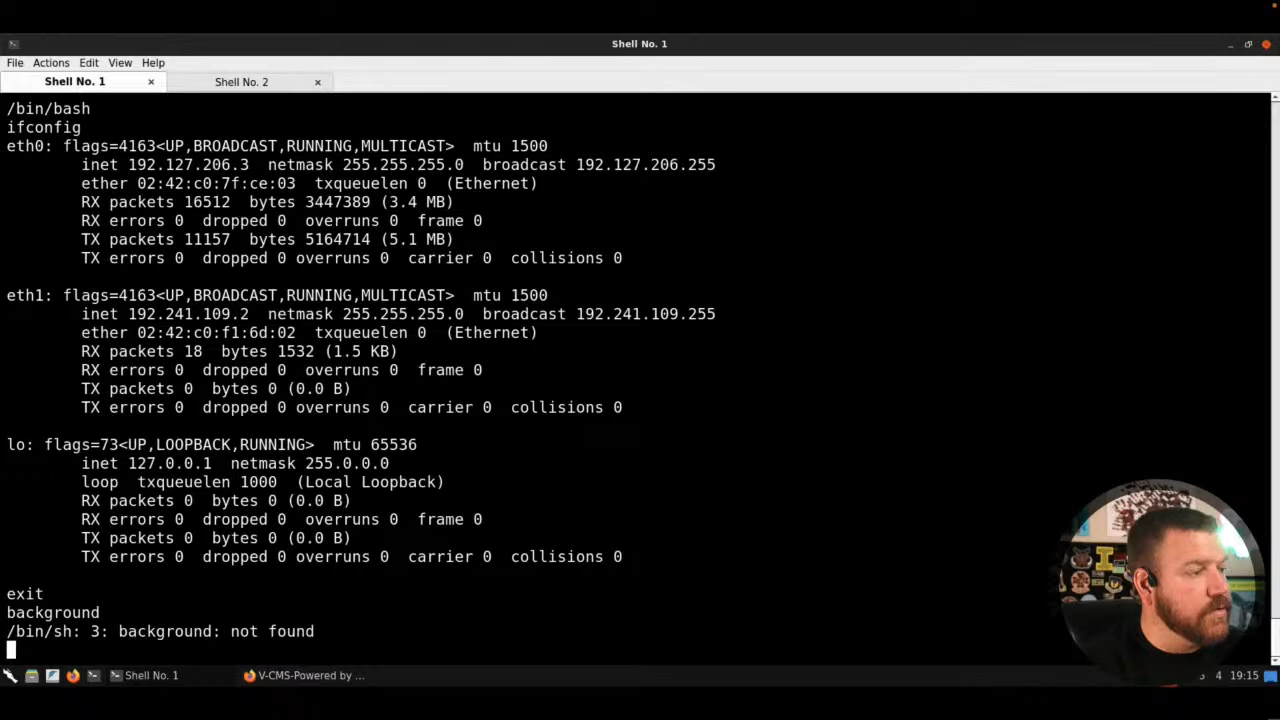 Shell No. 1
File Actions Edit View Help
Shell No. 1 × Shell No. 2 ×
/bin/bash
ifconfig
eth0: flags=4163<UP,BROADCAST,RUNNING,MULTICAST>  mtu 1500
        inet 192.127.206.3  netmask 255.255.255.0  broadcast 192.127.206.255
        ether 02:42:c0:7f:ce:03  txqueuelen 0  (Ethernet)
        RX packets 16512  bytes 3447389 (3.4 MB)
        RX errors 0  dropped 0  overruns 0  frame 0
        TX packets 11157  bytes 5164714 (5.1 MB)
        TX errors 0  dropped 0 overruns 0  carrier 0  collisions 0
eth1: flags=4163<UP,BROADCAST,RUNNING,MULTICAST>  mtu 1500
        inet 192.241.109.2  netmask 255.255.255.0  broadcast 192.241.109.255
        ether 02:42:c0:f1:6d:02  txqueuelen 0  (Ethernet)
        RX packets 18  bytes 1532 (1.5 KB)
        RX errors 0  dropped 0  overruns 0  frame 0
        TX packets 0  bytes 0 (0.0 B)
        TX errors 0  dropped 0 overruns 0  carrier 0  collisions 0
lo: flags=73<UP,LOOPBACK,RUNNING>  mtu 65536
        inet 127.0.0.1  netmask 255.0.0.0
        loop  txqueuelen 1000  (Local Loopback)
        RX packets 0  bytes 0 (0.0 B)
        RX errors 0  dropped 0  overruns 0  frame 0
        TX packets 0  bytes 0 (0.0 B)
        TX errors 0  dropped 0 overruns 0  carrier 0  collisions 0
exit
background
/bin/sh: 3: background: not found
Shell No. 1 V-CMS-Powered by ... 4 19:15